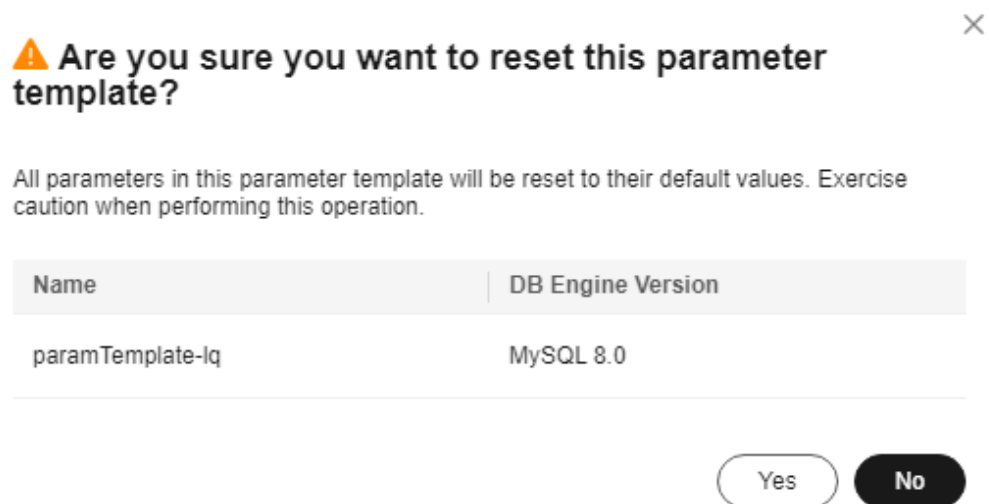 Are you sure you want to reset this parameter
template?
All parameters in this parameter template will be reset to their default values. Exercise
caution when performing this operation.
Name DB Engine Version
paramTemplate-lq MySQL 8.0
Yes No